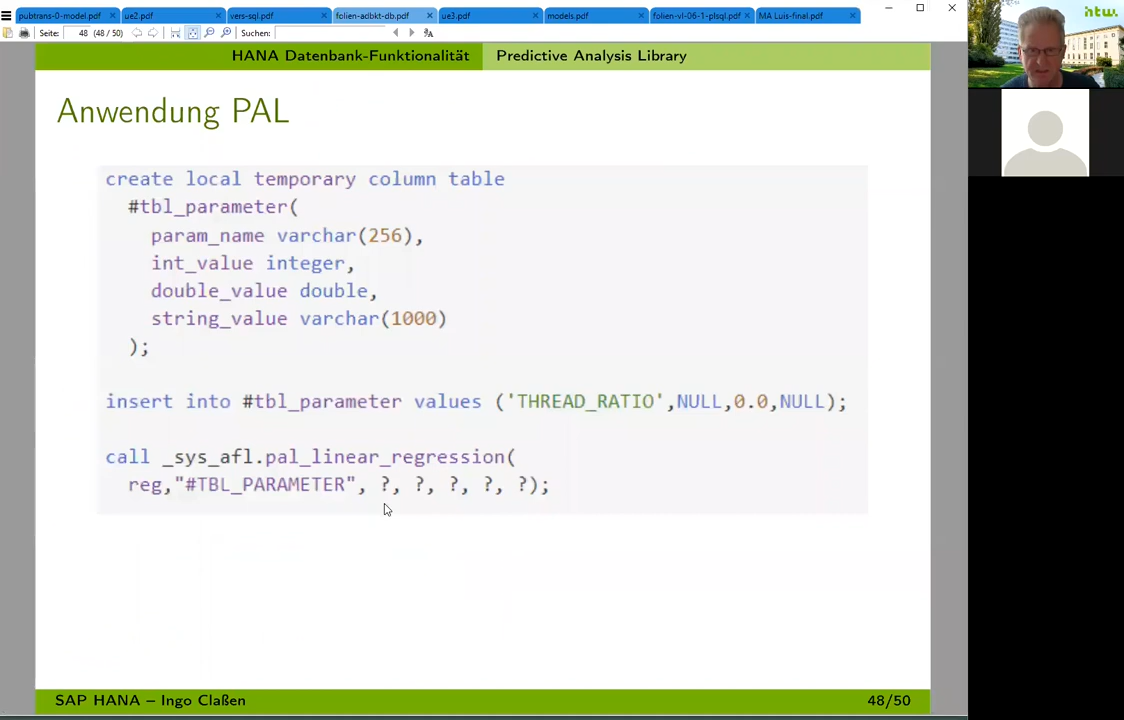 pubtrans-0-model.pdf
ue2.pdf
vers-sql.pdf
folien-adbkt-db.pdf
ue3.pdf
models.pdf
folien-vl-06-1-plsql.pdf
MA Luis-final.pdf
htw.
Seite: 48 (48 / 50) Suchen:
HANA Datenbank-Funktionalität Predictive Analysis Library
Anwendung PAL
create local temporary column table
#tbl_parameter(
param_name varchar(256),
int_value integer,
double_value double,
string_value varchar(1000)
);
insert into #tbl_parameter values ('THREAD_RATIO',NULL,0.0,NULL);
call _sys_afl.pal_linear_regression(
reg,"#TBL_PARAMETER", ?, ?, ?, ?, ?);
SAP HANA – Ingo Claßen 48/50